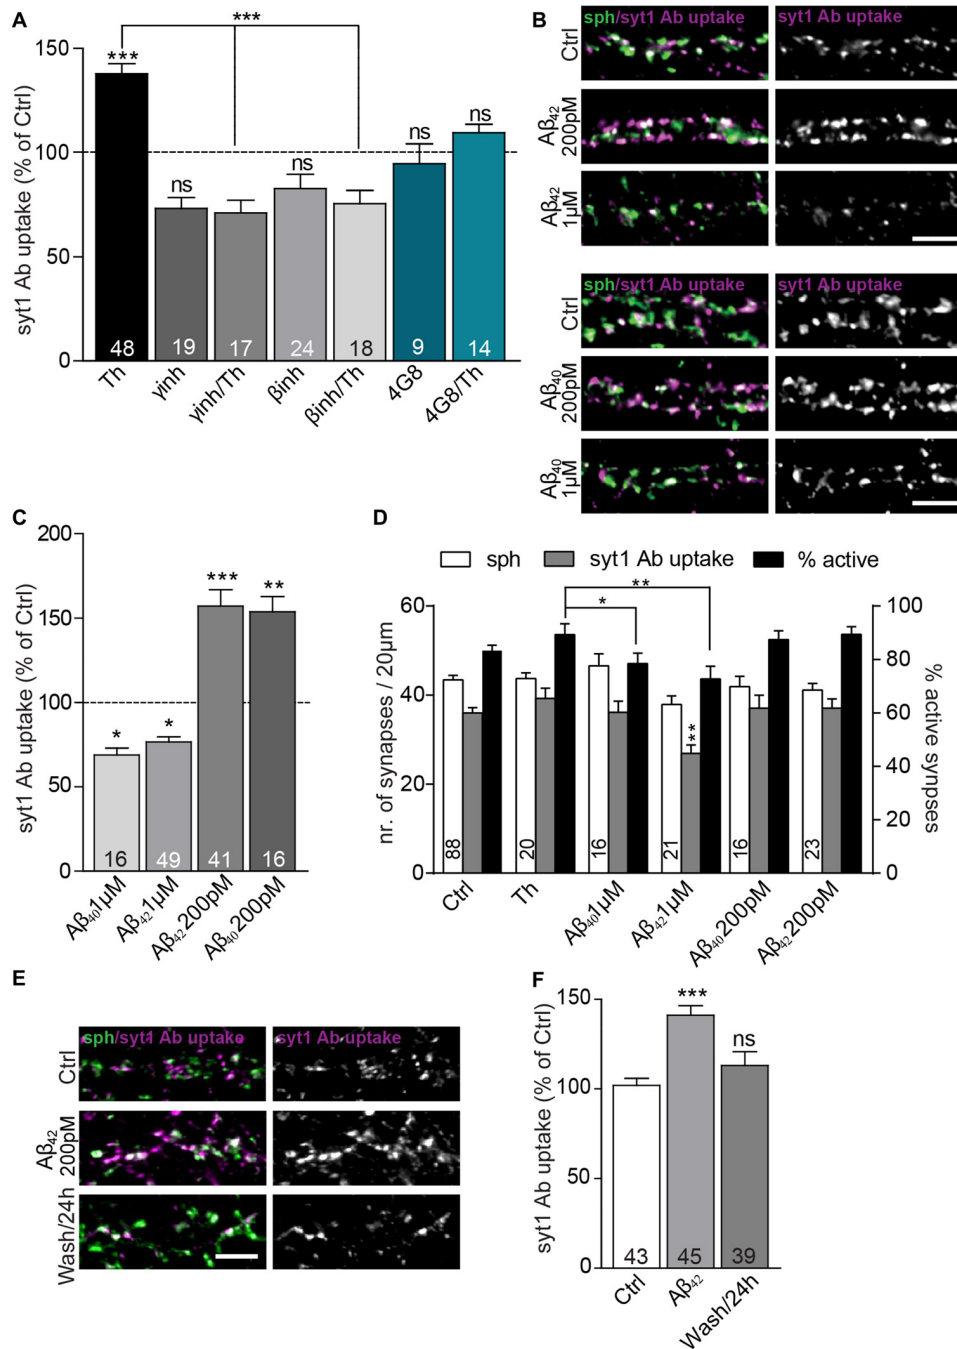 A
***
150
***
syt1 Ab uptake (% of Ctrl)
100
ns
ns
ns
ns
50
0
48
19
17
24
18
9
14
Th
γinh
γinh/Th
βinh
βinh/Th
4G8
4G8/Th
B
sph/syt1 Ab uptake
syt1 Ab uptake
Ctrl
Aβ42
200pM
Aβ42
1µM
sph/syt1 Ab uptake
syt1 Ab uptake
Ctrl
Aβ40
200pM
Aβ40
1µM
C
200
syt1 Ab uptake (% of Ctrl)
***
**
150
100
*
*
50
0
16
49
41
16
Aβ40 1µM
Aβ42 1µM
Aβ42 200pM
Aβ40 200pM
D
sph
syt1 Ab uptake
% active
**
*
60
40
20
0
nr. of synapses / 20µm
100
80
60
40
20
0
% active synpses
**
88
20
16
21
16
23
Ctrl
Th
Aβ40 1µM
Aβ42 1µM
Aβ40 200pM
Aβ42 200pM
E
sph/syt1 Ab uptake
syt1 Ab uptake
Ctrl
Aβ42
200pM
Wash/24h
F
150
***
ns
100
50
0
syt1 Ab uptake (% of Ctrl)
43
45
39
Ctrl
Aβ42
Wash/24h